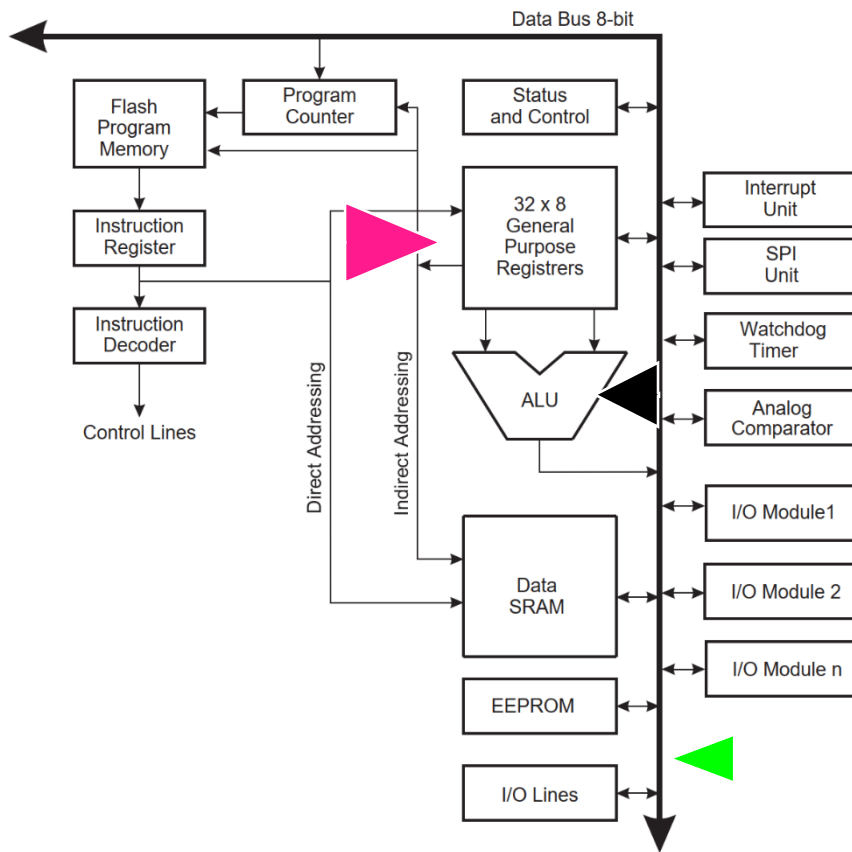 Data Bus 8-bit
Flash
Program
Memory
Program
Counter
Status
and Control
32 x 8
General
Purpose
Registrers
Interrupt
Unit
Instruction
Register
SPI
Unit
Instruction
Decoder
Watchdog
Timer
Direct Addressing
Indirect Addressing
ALU
Analog
Comparator
Control Lines
I/O Module1
Data
SRAM
I/O Module 2
I/O Module n
EEPROM
I/O Lines